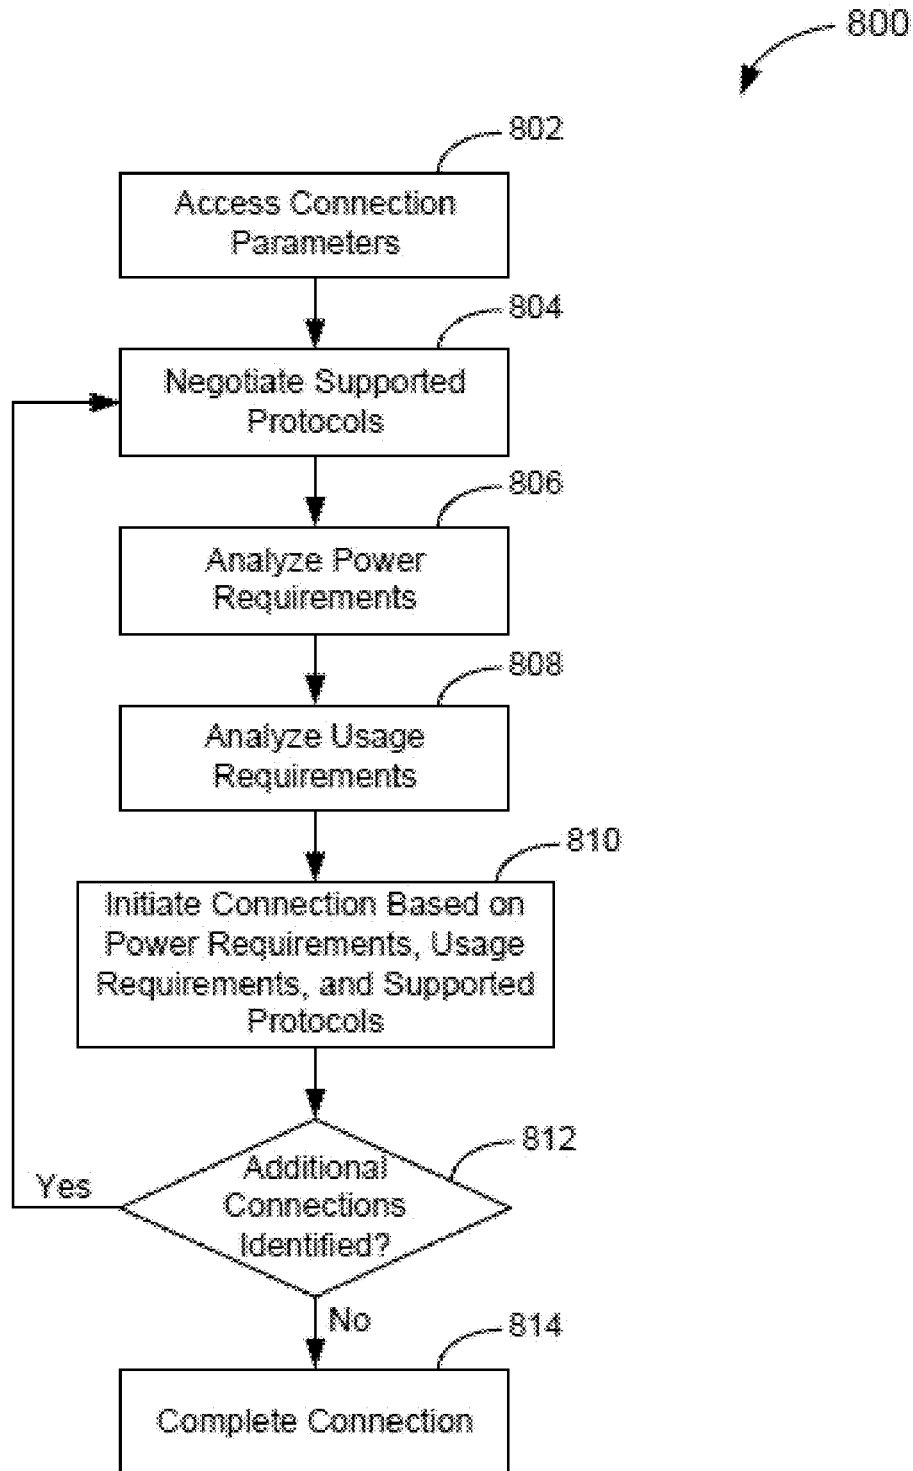 800
802
Access Connection
Parameters
804
Negotiate Supported
Protocols
806
Analyze Power
Requirements
808
Analyze Usage
Requirements
810
Initiate Connection Based on
Power Requirements, Usage
Requirements, and Supported
Protocols
812
Additional
Connections
Identified?
Yes
No
814
Complete Connection